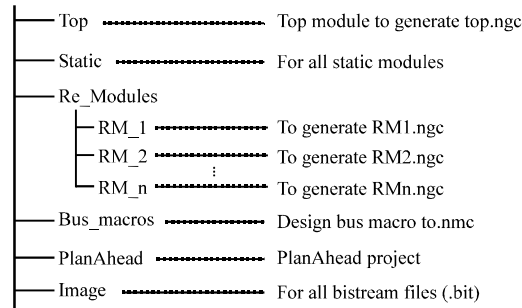 Top Top module to generate top.ngc
Static For all static modules
Re_Modules
RM_1 To generate RM1.ngc
RM_2 To generate RM2.ngc
RM_n To generate RMn.ngc
Bus_macros Design bus macro to.nmc
PlanAhead PlanAhead project
Image For all bistream files (.bit)